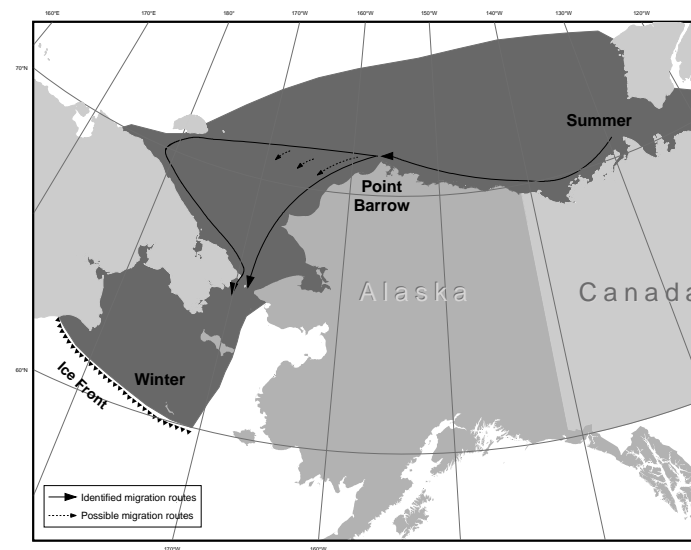 160°E
170°E
180°
170°W
160°W
150°W
140°W
130°W
120°W
70°N
Summer
Point
Barrow
Alaska
Canada
60°N
Winter
Ice Front
Identified migration routes
Possible migration routes
170°W
160°W